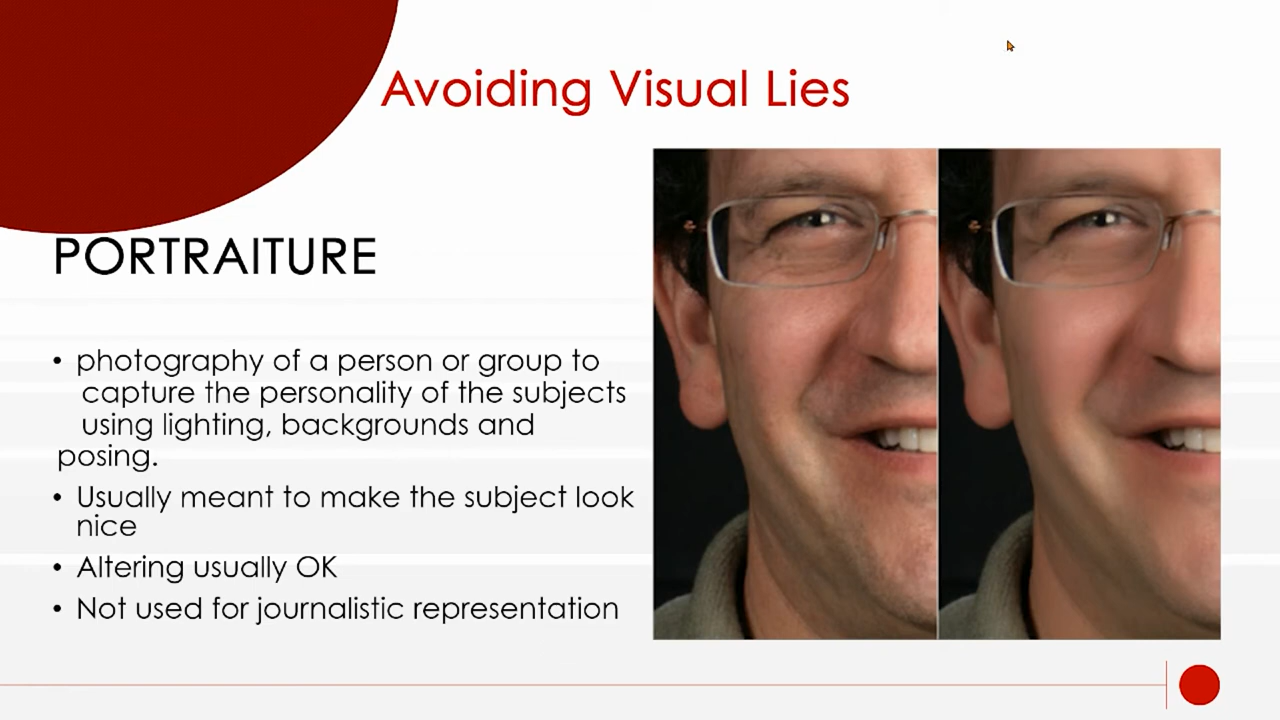 Avoiding Visual Lies
PORTRAITURE
• photography of a person or group to
capture the personality of the subjects
using lighting, backgrounds and
posing.
• Usually meant to make the subject look
nice
• Altering usually OK
• Not used for journalistic representation